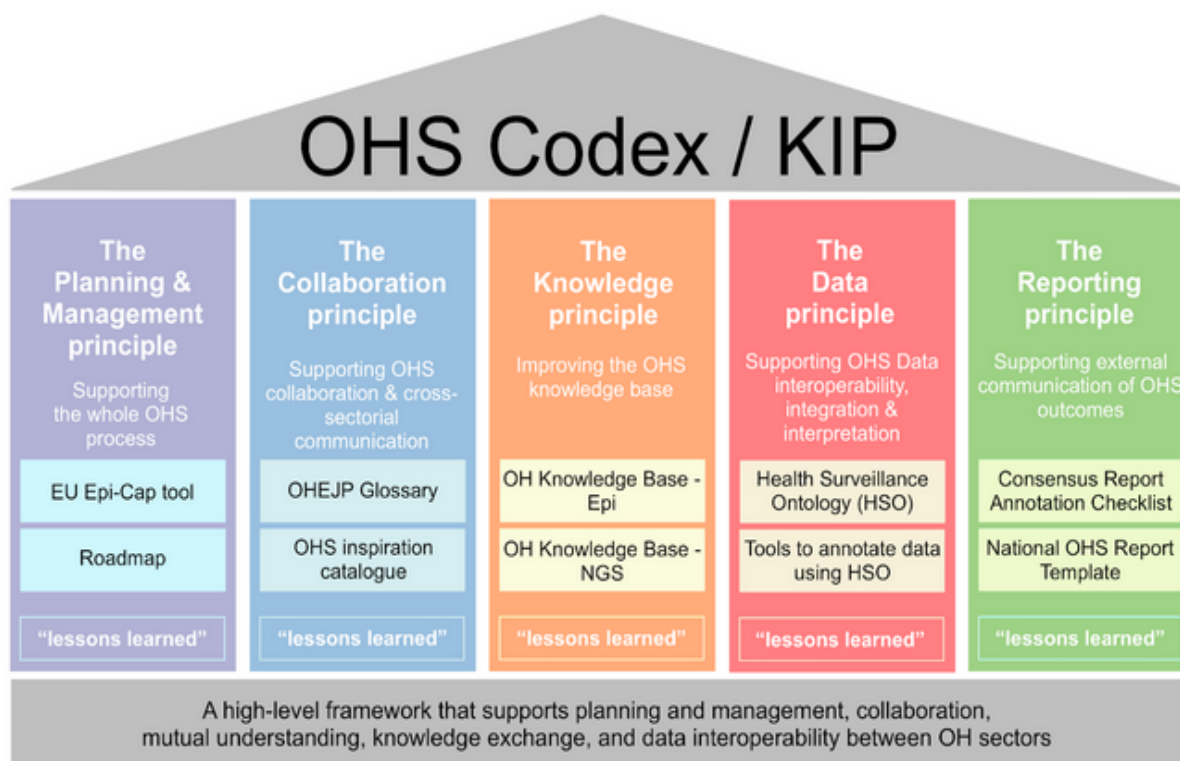 OHS Codex / KIP
The
Planning &
Management
principle
Supporting
the whole OHS
process
EU Epi-Cap tool
Roadmap
“lessons learned”
The
Collaboration
principle
Supporting OHS
collaboration & cross-
sectorial
communication
OHEJP Glossary
OHS inspiration
catalogue
“lessons learned”
The
Knowledge
principle
Improving the OHS
knowledge base
OH Knowledge Base -
Epi
OH Knowledge Base -
NGS
“lessons learned”
The
Data
principle
Supporting OHS Data
interoperability,
integration &
interpretation
Health Surveillance
Ontology (HSO)
Tools to annotate data
using HSO
“lessons learned”
The
Reporting
principle
Supporting external
communication of OHS
outcomes
Consensus Report
Annotation Checklist
National OHS Report
Template
“lessons learned”
A high-level framework that supports planning and management, collaboration,
mutual understanding, knowledge exchange, and data interoperability between OH sectors